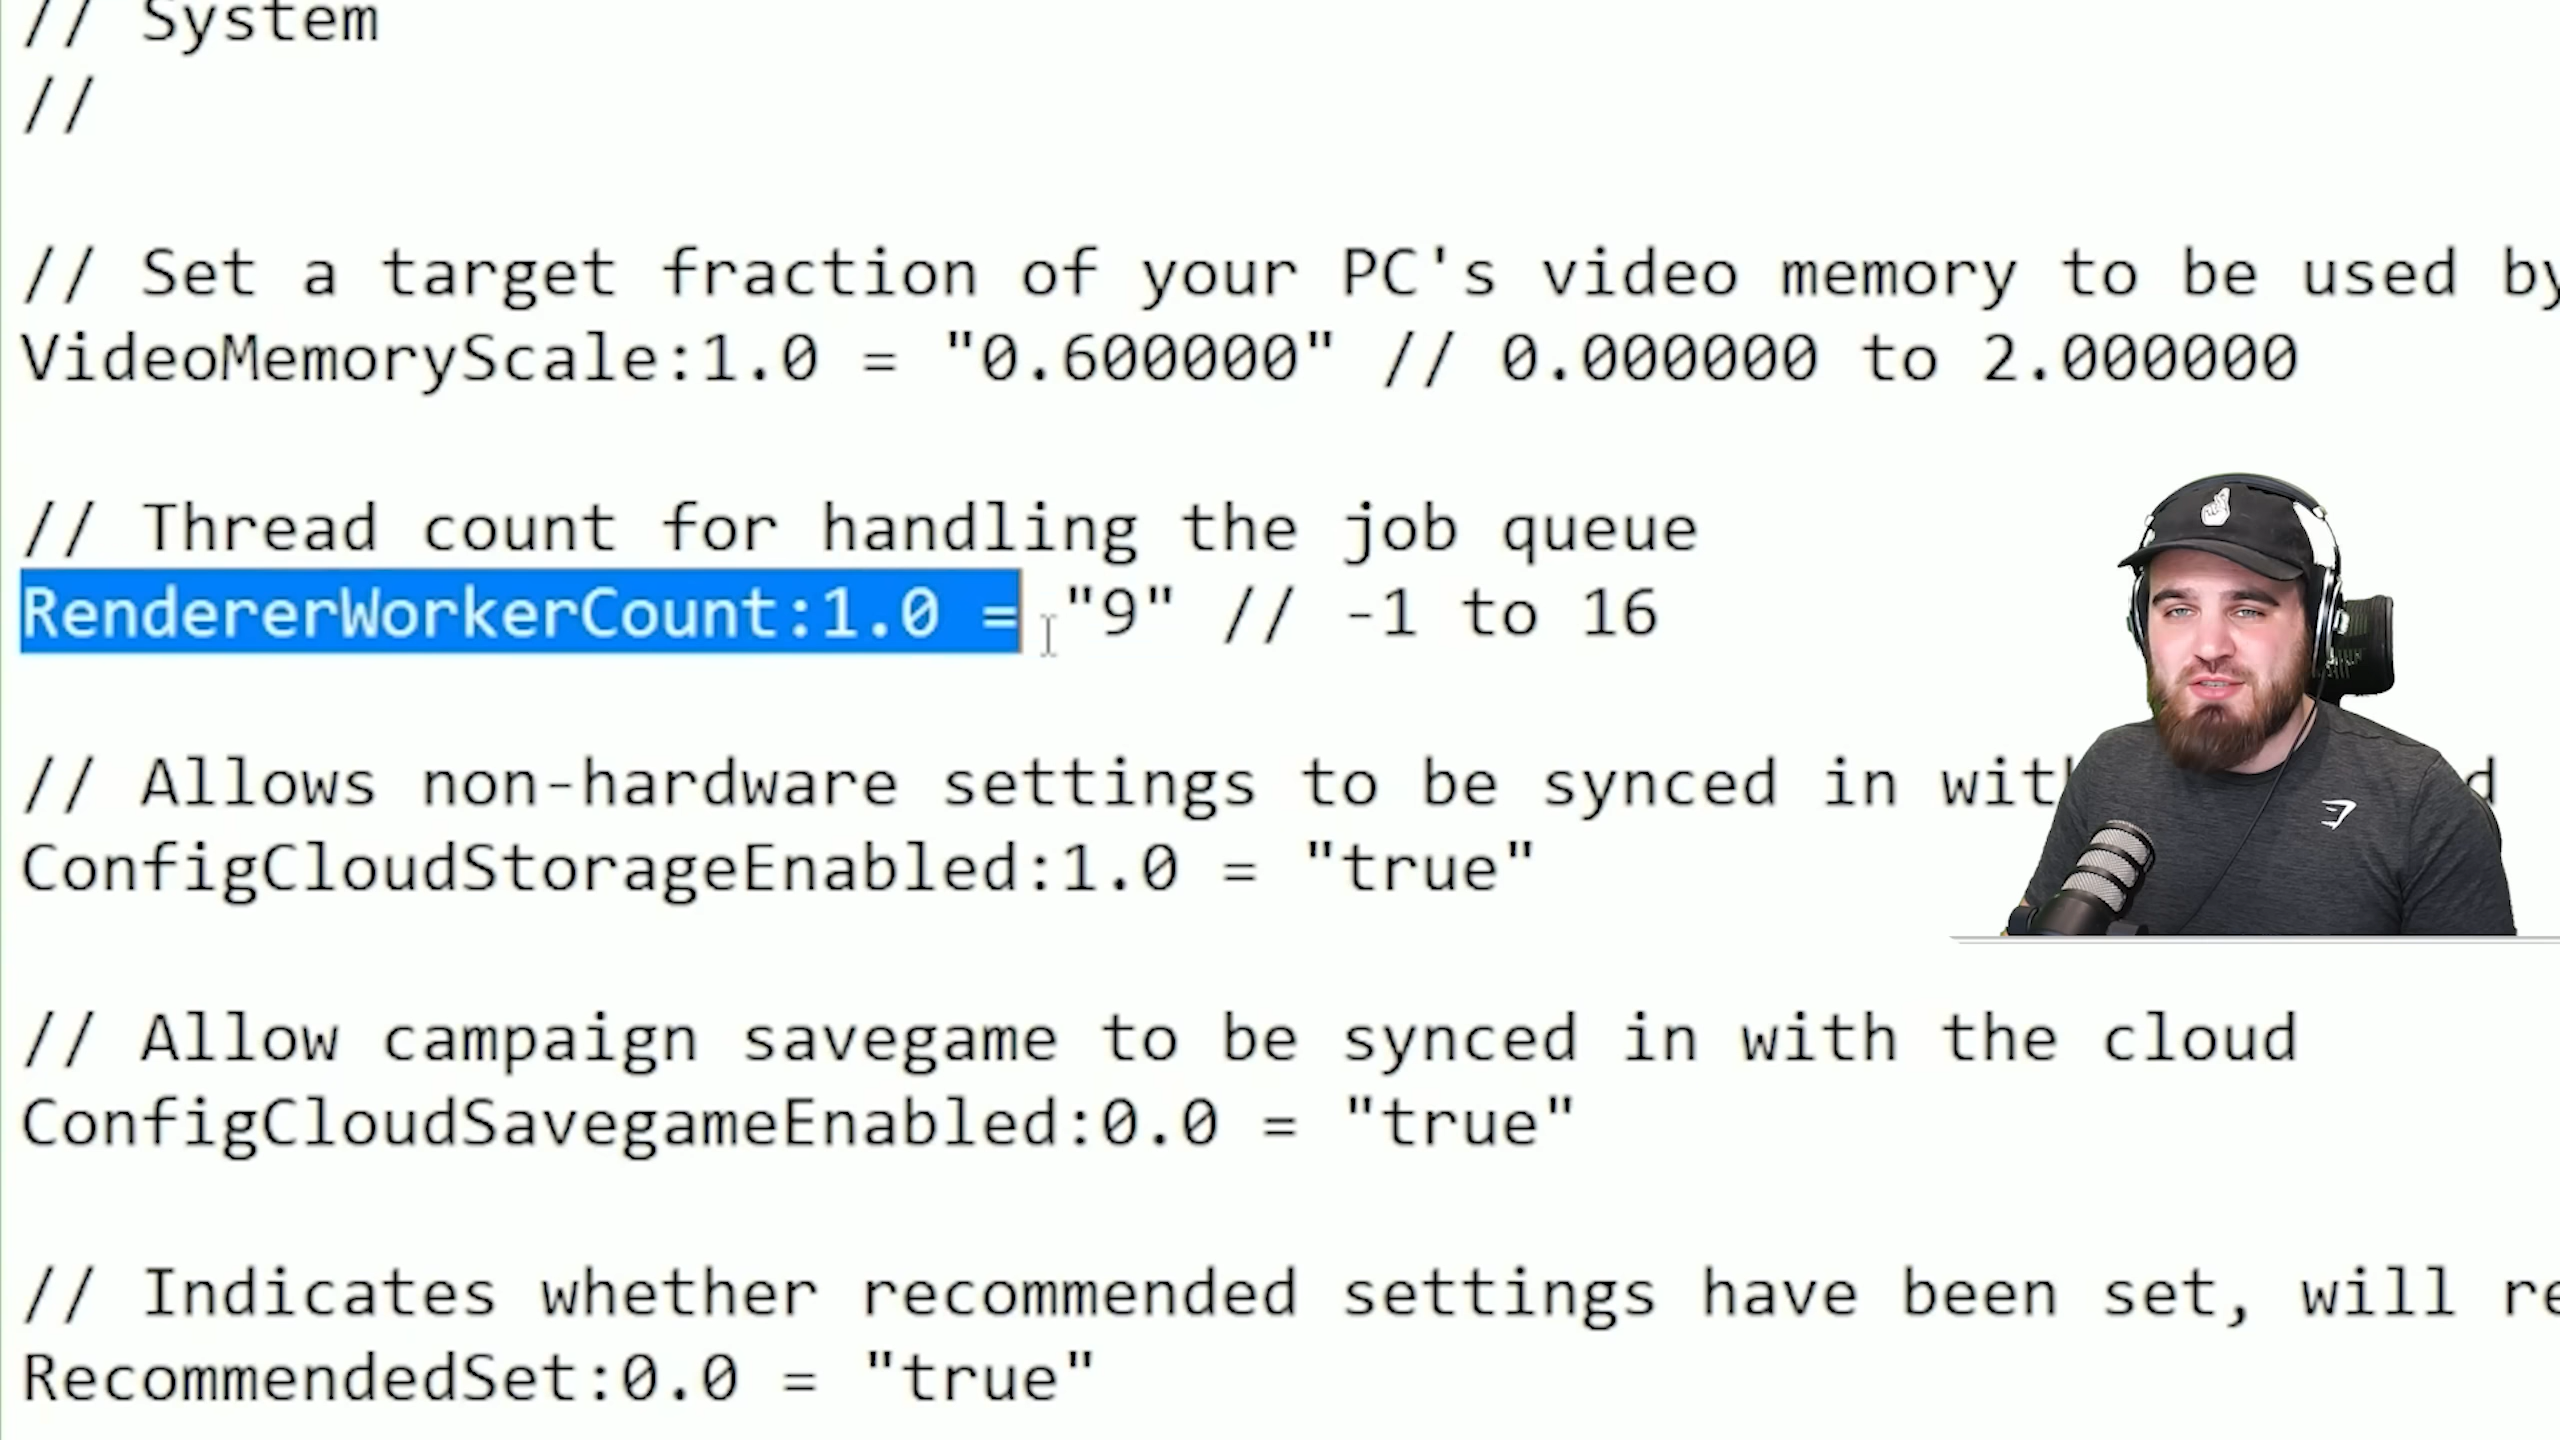 // System
//
// Set a target fraction of your PC's video memory to be used by
VideoMemoryScale:1.0 = "0.600000" // 0.000000 to 2.000000
// Thread count for handling the job queue
RendererWorkerCount:1.0 = "9" // -1 to 16
// Allows non-hardware settings to be synced in
ConfigCloudStorageEnabled:1.0 = "true"
// Allow campaign savegame to be synced in with the cloud
ConfigCloudSavegameEnabled:0.0 = "true"
// Indicates whether recommended settings have been set, will re
RecommendedSet:0.0 = "true"